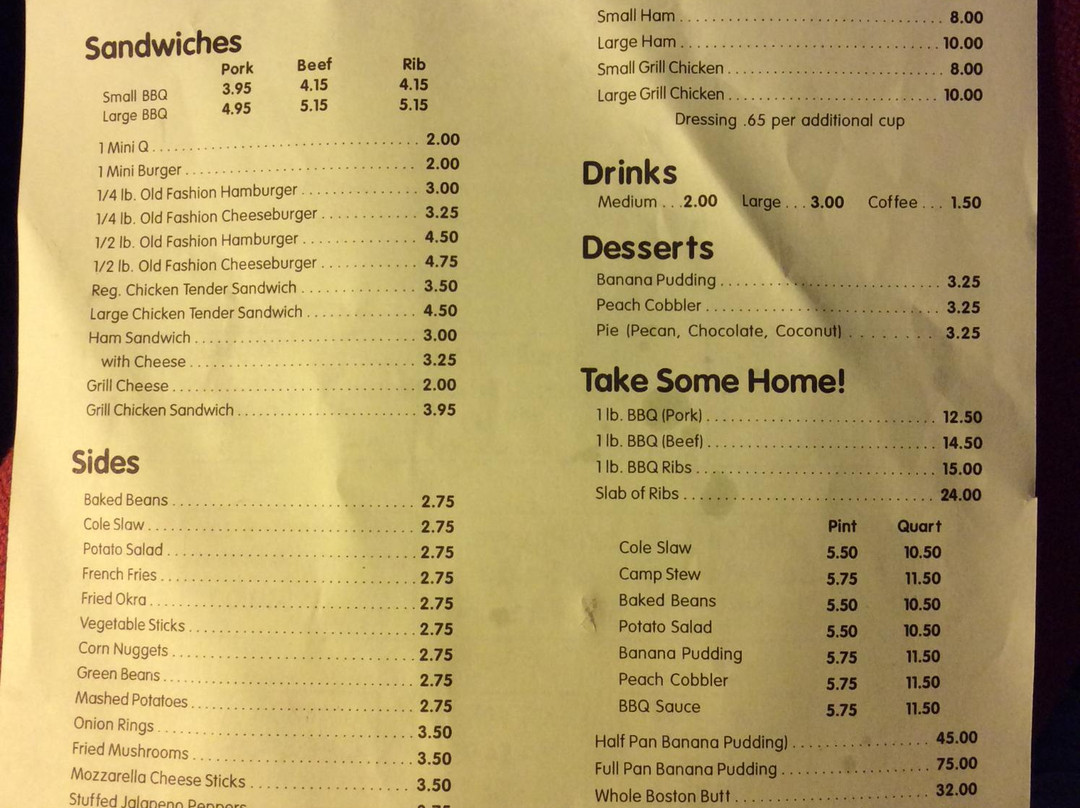 Sandwiches
Pork Beef Rib
Small BBQ 3.95 4.15 4.15
Large BBQ 4.95 5.15 5.15
1 Mini Q 2.00
1 Mini Burger 2.00
1/4 lb. Old Fashion Hamburger 3.00
1/4 lb. Old Fashion Cheeseburger 3.25
1/2 lb. Old Fashion Hamburger 4.50
1/2 lb. Old Fashion Cheeseburger 4.75
Reg. Chicken Tender Sandwich 3.50
Large Chicken Tender Sandwich 4.50
Ham Sandwich 3.00
with Cheese 3.25
Grill Cheese 2.00
Grill Chicken Sandwich 3.95
Sides
Baked Beans 2.75
Cole Slaw 2.75
Potato Salad 2.75
French Fries 2.75
Fried Okra 2.75
Vegetable Sticks 2.75
Corn Nuggets 2.75
Green Beans 2.75
Mashed Potatoes 2.75
Onion Rings 3.50
Fried Mushrooms 3.50
Mozzarella Cheese Sticks 3.50
Stuffed Jalapeno Peppers
Small Ham 8.00
Large Ham 10.00
Small Grill Chicken 8.00
Large Grill Chicken 10.00
Dressing .65 per additional cup
Drinks
Medium ...2.00 Large ... 3.00 Coffee ... 1.50
Desserts
Banana Pudding 3.25
Peach Cobbler 3.25
Pie (Pecan, Chocolate, Coconut) 3.25
Take Some Home!
1 lb. BBQ (Pork) 12.50
1 lb. BBQ (Beef) 14.50
1 lb. BBQ Ribs 15.00
Slab of Ribs 24.00
Pint Quart
Cole Slaw 5.50 10.50
Camp Stew 5.75 11.50
Baked Beans 5.50 10.50
Potato Salad 5.50 10.50
Banana Pudding 5.75 11.50
Peach Cobbler 5.75 11.50
BBQ Sauce 5.75 11.50
Half Pan Banana Pudding) 45.00
Full Pan Banana Pudding 75.00
Whole Boston Butt 32.00